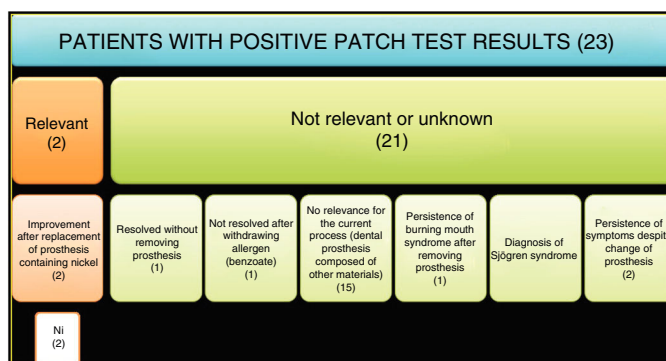 PATIENTS WITH POSITIVE PATCH TEST RESULTS (23)
Relevant
(2)
Not relevant or unknown
(21)
Improvement
after replacement
of prosthesis
containing nickel
(2)
Resolved without
removing
prosthesis
(1)
Not resolved after
withdrawing
allergen
(benzoate)
(1)
No relevance for
the current
process (dental
prosthesis
composed of
other materials)
(15)
Persistence of
burning mouth
syndrome after
removing
prosthesis
(1)
Diagnosis of
Sjögren syndrome
Persistence of
symptoms despite
change of
prosthesis
(2)
Ni
(2)